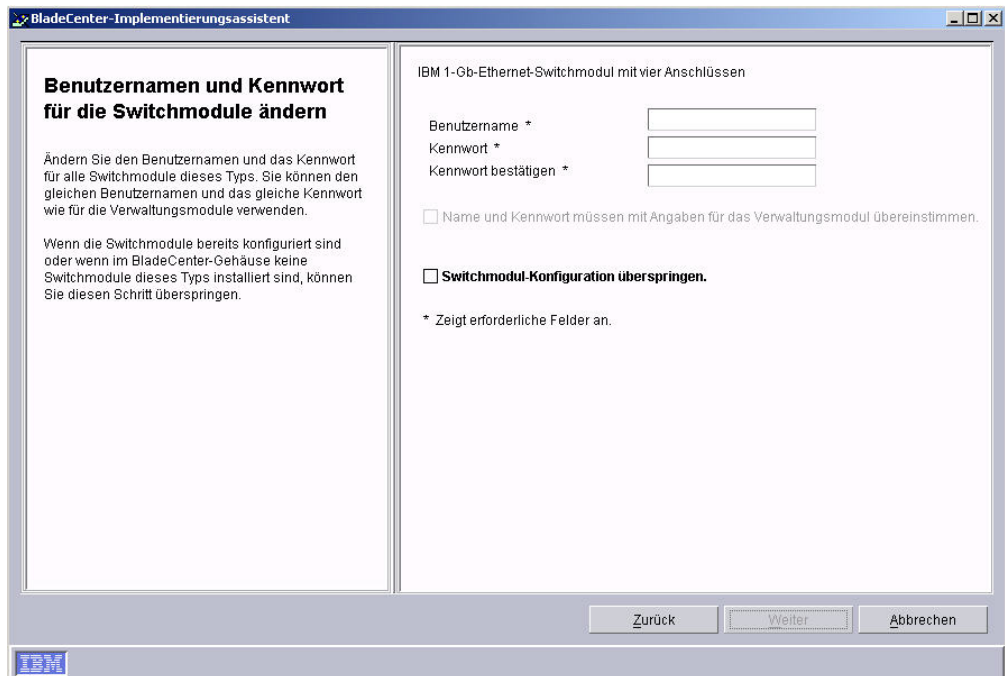 BladeCenter-Implementierungsassistent
Benutzernamen und Kennwort
für die Switchmodule ändern
Ändern Sie den Benutzernamen und das Kennwort
für alle Switchmodule dieses Typs. Sie können den
gleichen Benutzernamen und das gleiche Kennwort
wie für die Verwaltungsmodule verwenden.
Wenn die Switchmodule bereits konfiguriert sind
oder wenn im BladeCenter-Gehäuse keine
Switchmodule dieses Typs installiert sind, können
Sie diesen Schritt überspringen.
IBM 1-Gb-Ethernet-Switchmodul mit vier Anschlüssen
Benutzername *
Kennwort *
Kennwort bestätigen *
Name und Kennwort müssen mit Angaben für das Verwaltungsmodul übereinstimmen.
Switchmodul-Konfiguration überspringen.
* Zeigt erforderliche Felder an.
Zurück
Weiter
Abbrechen
IBM